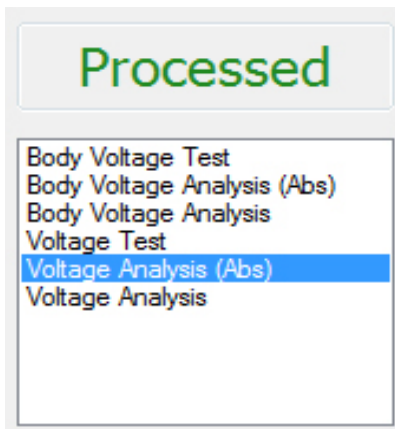 Processed
Body Voltage Test
Body Voltage Analysis (Abs)
Body Voltage Analysis
Voltage Test
Voltage Analysis (Abs)
Voltage Analysis